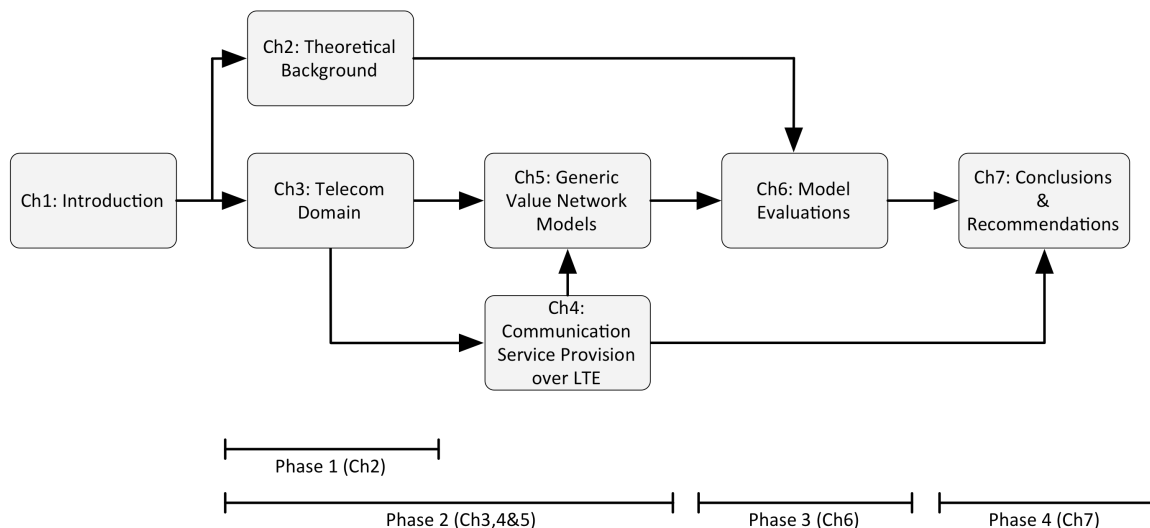 Ch2: Theoretical
Background
Ch1: Introduction
Ch3: Telecom
Domain
Ch5: Generic
Value Network
Models
Ch6: Model
Evaluations
Ch7: Conclusions
&
Recommendations
Ch4:
Communication
Service Provision
over LTE
Phase 1 (Ch2)
Phase 2 (Ch3,4&5)
Phase 3 (Ch6)
Phase 4 (Ch7)